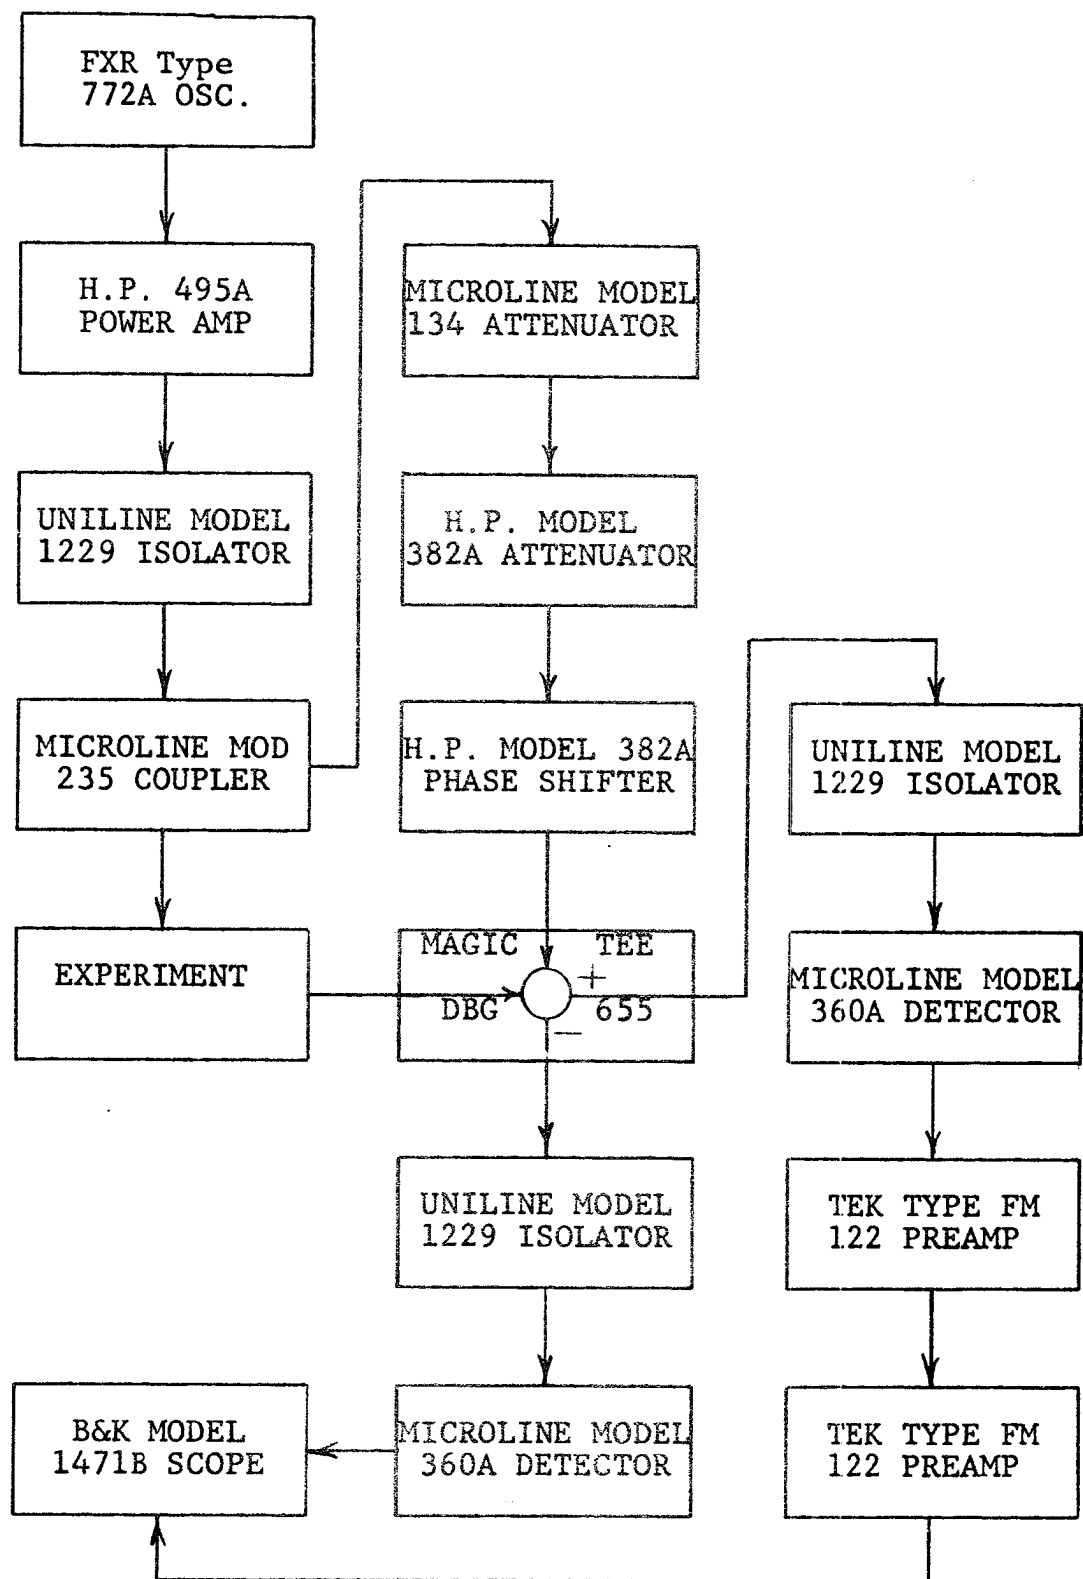 FXR Type
772A OSC.
H.P. 495A
POWER AMP
UNILINE MODEL
1229 ISOLATOR
MICROLINE MOD
235 COUPLER
EXPERIMENT
MICROLINE MODEL
134 ATTENUATOR
H.P. MODEL
382A ATTENUATOR
H.P. MODEL 382A
PHASE SHIFTER
MAGIC TEE
+
DBG 655
−
UNILINE MODEL
1229 ISOLATOR
MICROLINE MODEL
360A DETECTOR
UNILINE MODEL
1229 ISOLATOR
MICROLINE MODEL
360A DETECTOR
TEK TYPE FM
122 PREAMP
TEK TYPE FM
122 PREAMP
B&K MODEL
1471B SCOPE